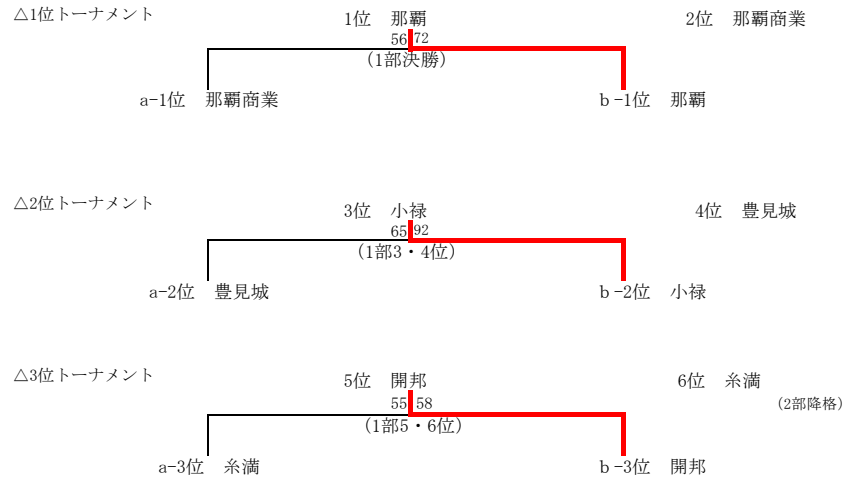 △1位トーナメント
1位　那覇
2位　那覇商業
56 72
（1部決勝）
a-1位　那覇商業
b-1位　那覇
△2位トーナメント
3位　小禄
4位　豊見城
65 92
（1部3・4位）
a-2位　豊見城
b-2位　小禄
△3位トーナメント
5位　開邦
6位　糸満
55 58
（2部降格）
（1部5・6位）
a-3位　糸満
b-3位　開邦